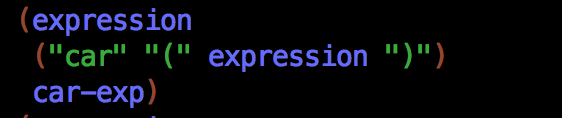 (expression
("car" "(" expression ")")
car-exp)